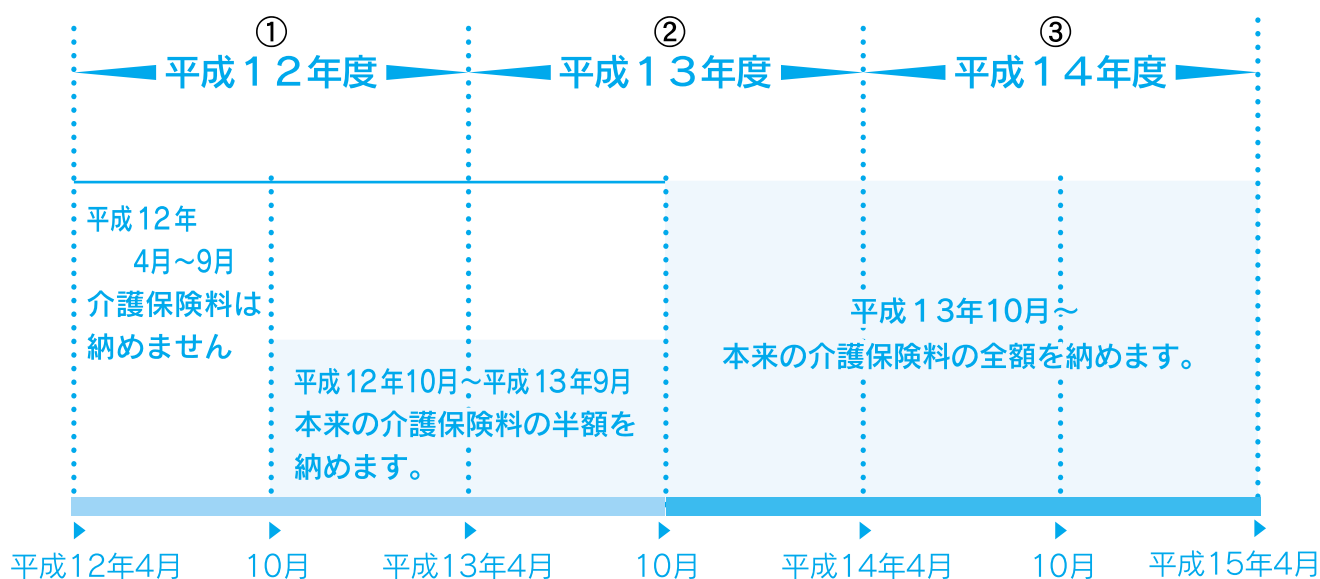 ①
②
③
平成12年度
平成13年度
平成14年度
平成12年
4月～9月
介護保険料は
納めません
平成12年10月～平成13年9月
本来の介護保険料の半額を
納めます。
平成13年10月～
本来の介護保険料の全額を納めます。
平成12年4月
10月
平成13年4月
10月
平成14年4月
10月
平成15年4月